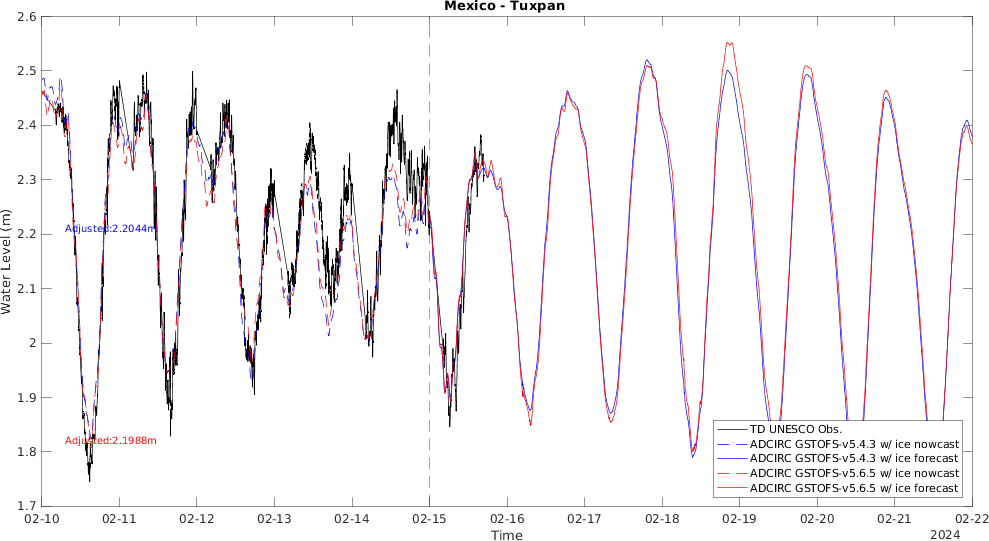 Mexico - Tuxpan
2.6
2.5
2.4
2.3
2.2
2.1
2
1.9
1.8
1.7
Water Level (m)
Adjusted:2.2044m
Adjusted:2.1988m
TD UNESCO Obs.
ADCIRC GSTOFS-v5.4.3 w/ ice nowcast
ADCIRC GSTOFS-v5.4.3 w/ ice forecast
ADCIRC GSTOFS-v5.6.5 w/ ice nowcast
ADCIRC GSTOFS-v5.6.5 w/ ice forecast
02-10 02-11 02-12 02-13 02-14 02-15 02-16 02-17 02-18 02-19 02-20 02-21 02-22
Time
2024